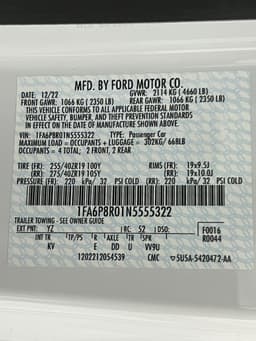 MFD. BY FORD MOTOR CO.
DATE: 12/22 GVWR: 2114 KG (4660 LB)
FRONT GAWR: 1066 KG (2350 LB) REAR GAWR: 1066 KG (2350 LB)
THIS VEHICLE CONFORMS TO ALL APPLICABLE FEDERAL MOTOR
VEHICLE SAFETY, BUMPER, AND THEFT PREVENTION STANDARDS
IN EFFECT ON THE DATE OF MANUFACTURE SHOWN ABOVE.
VIN: 1FA6P8R01N5555322 TYPE: Passenger Car
MAXIMUM LOAD = OCCUPANTS + LUGGAGE = 302KG / 668LB
OCCUPANTS = 4 TOTAL; 2 FRONT, 2 REAR
TIRE (FR): 255/40ZR19 100Y RIMS (FR): 19x9.5J
(RR): 275/40ZR19 105Y (RR): 19x10.0J
PRESSURE (FR): 220 kPa/ 32 PSI COLD (RR): 220 kPa/ 32 PSI COLD
1FA6P8R01N5555322
TRAILER TOWING - SEE OWNER GUIDE
EXT PNT: YZ RC: 52 DSO: F0016
R0044
INT TR TP/PS R AXLE TR SPR
KV E DD U VV9U
1202212054539 CMC ▽5U5A-5420472-AA